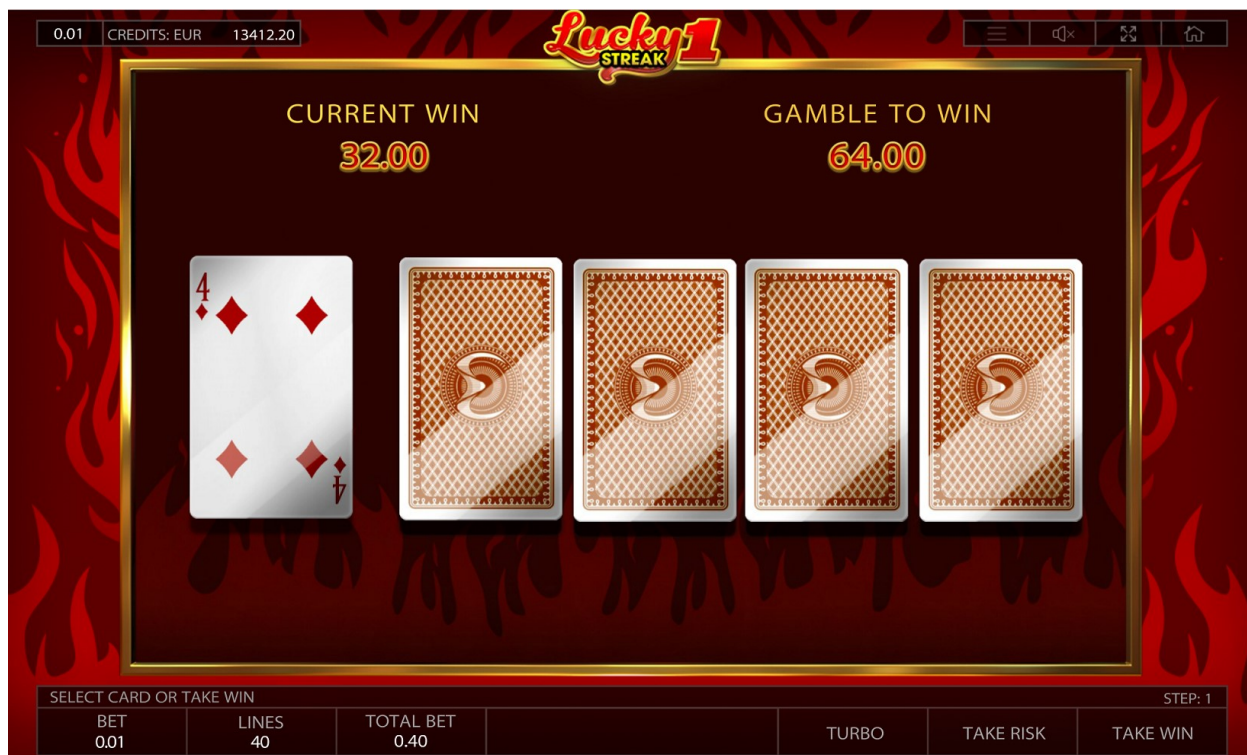 0.01 CREDITS: EUR 13412.20
Lucky 1
STREAK
CURRENT WIN GAMBLE TO WIN
32.00 64.00
4
4
SELECT CARD OR TAKE WIN STEP: 1
BET LINES TOTAL BET
0.01 40 0.40
TURBO TAKE RISK TAKE WIN